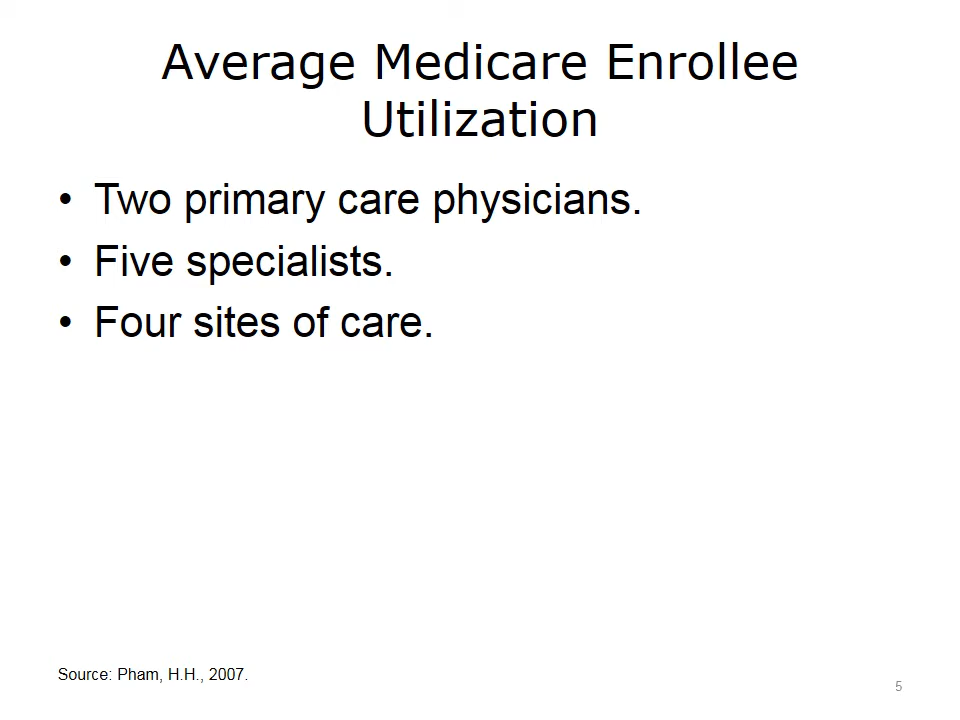 Average Medicare Enrollee
Utilization
• Two primary care physicians.
• Five specialists.
• Four sites of care.
Source: Pham, H.H., 2007.
5